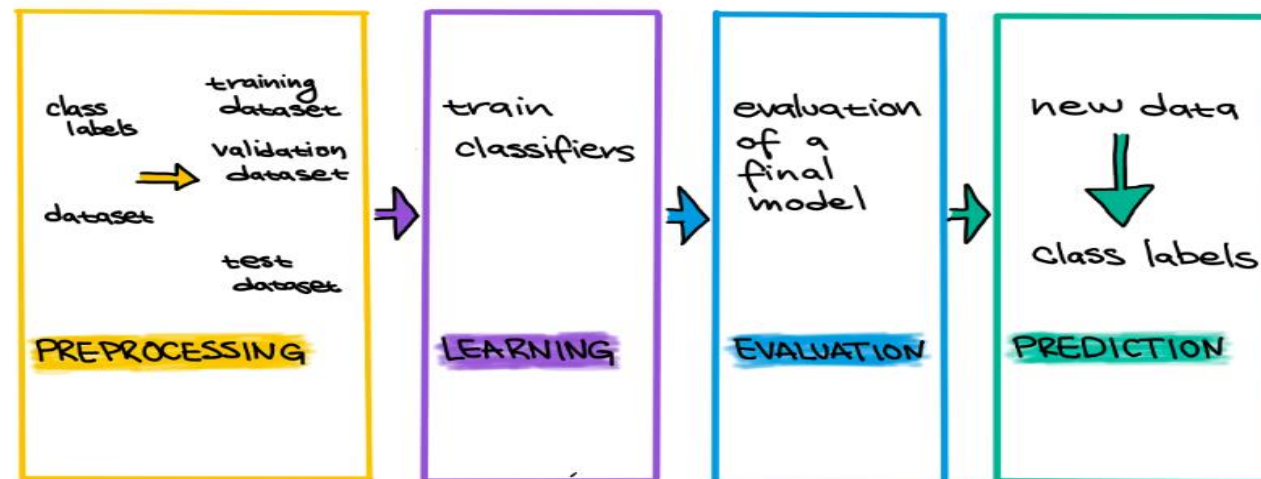 class
labels
dataset
training
dataset
validation
dataset
test
dataset
PREPROCESSING
train
classifiers
LEARNING
evaluation
of a
final
model
EVALUATION
new data
class labels
PREDICTION